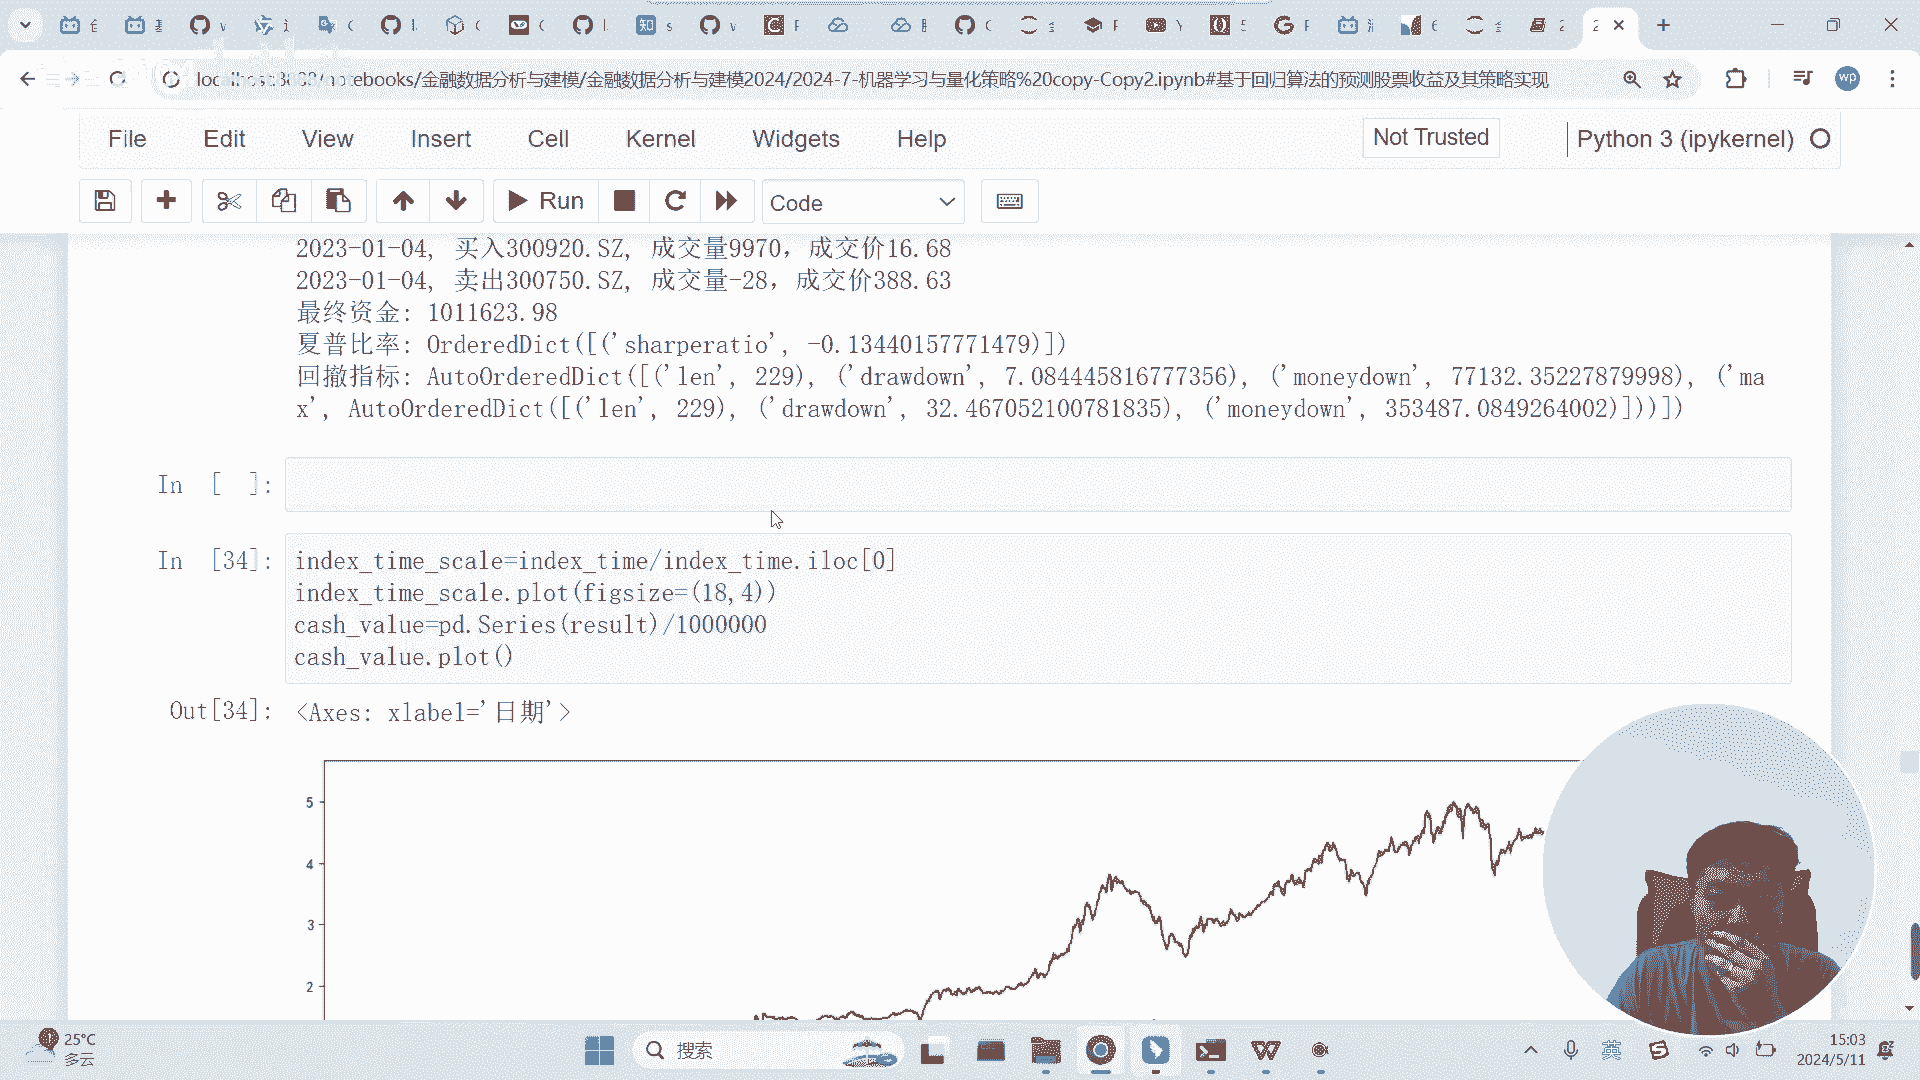 localhost:8888/notebooks/金融数据分析与建模/金融数据分析与建模2024/2024-7-机器学习与量化策略%20copy-Copy2.ipynb#基于回归算法的预测股票收益及其策略实现
wp
File Edit View Insert Cell Kernel Widgets Help Not Trusted Python 3 (ipykernel)
Run Code
2023-01-04, 买入300920.SZ, 成交量9970, 成交价16.68
2023-01-04, 卖出300750.SZ, 成交量-28, 成交价388.63
最终资金: 1011623.98
夏普比率: OrderedDict([('sharperatio', -0.13440157771479)])
回撤指标: AutoOrderedDict([('len', 229), ('drawdown', 7.084445816777356), ('moneydown', 77132.35227879998), ('ma
x', AutoOrderedDict([('len', 229), ('drawdown', 32.467052100781835), ('moneydown', 353487.0849264002)]))])
In [ ]:
In [34]: index_time_scale=index_time/index_time.iloc[0]
index_time_scale.plot(figsize=(18,4))
cash_value=pd.Series(result)/1000000
cash_value.plot()
Out[34]: <Axes: xlabel='日期'>
5
4
3
2
25°C
多云
搜索
英
15:03
2024/5/11